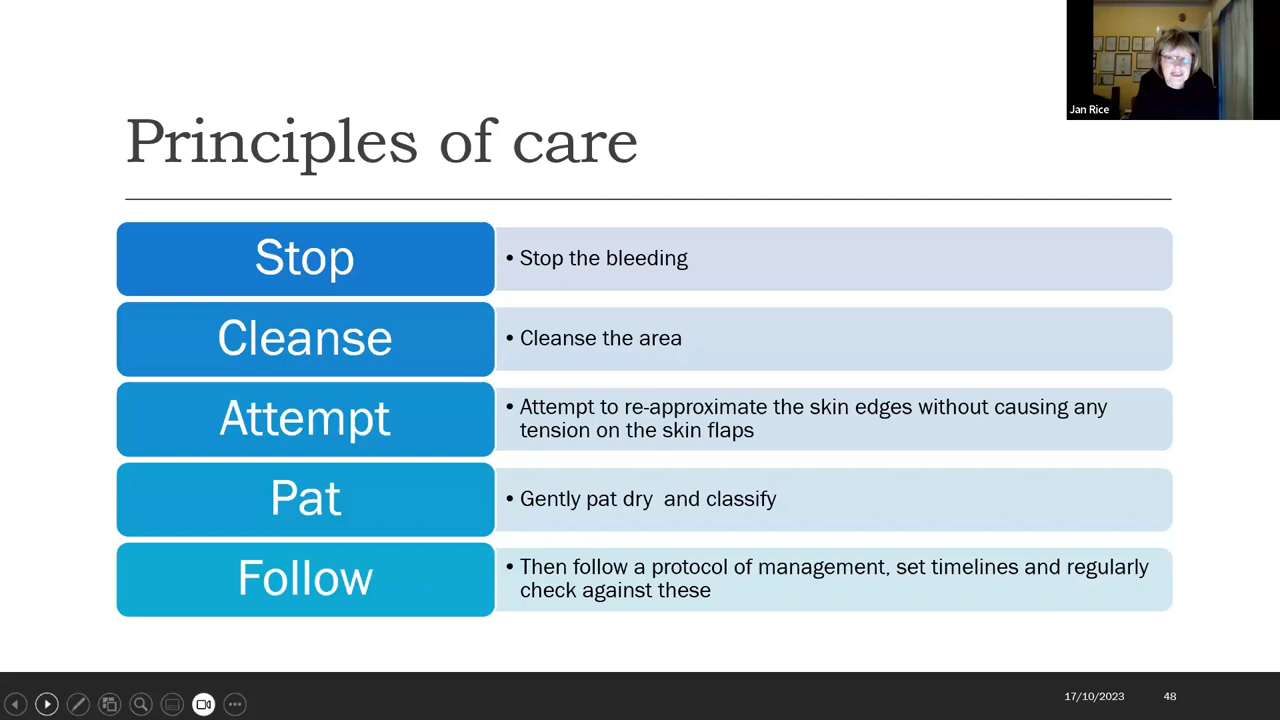 Jan Rice
Principles of care
Stop
• Stop the bleeding
Cleanse
• Cleanse the area
Attempt
• Attempt to re-approximate the skin edges without causing any
tension on the skin flaps
Pat
• Gently pat dry  and classify
Follow
• Then follow a protocol of management, set timelines and regularly
check against these
17/10/2023
48